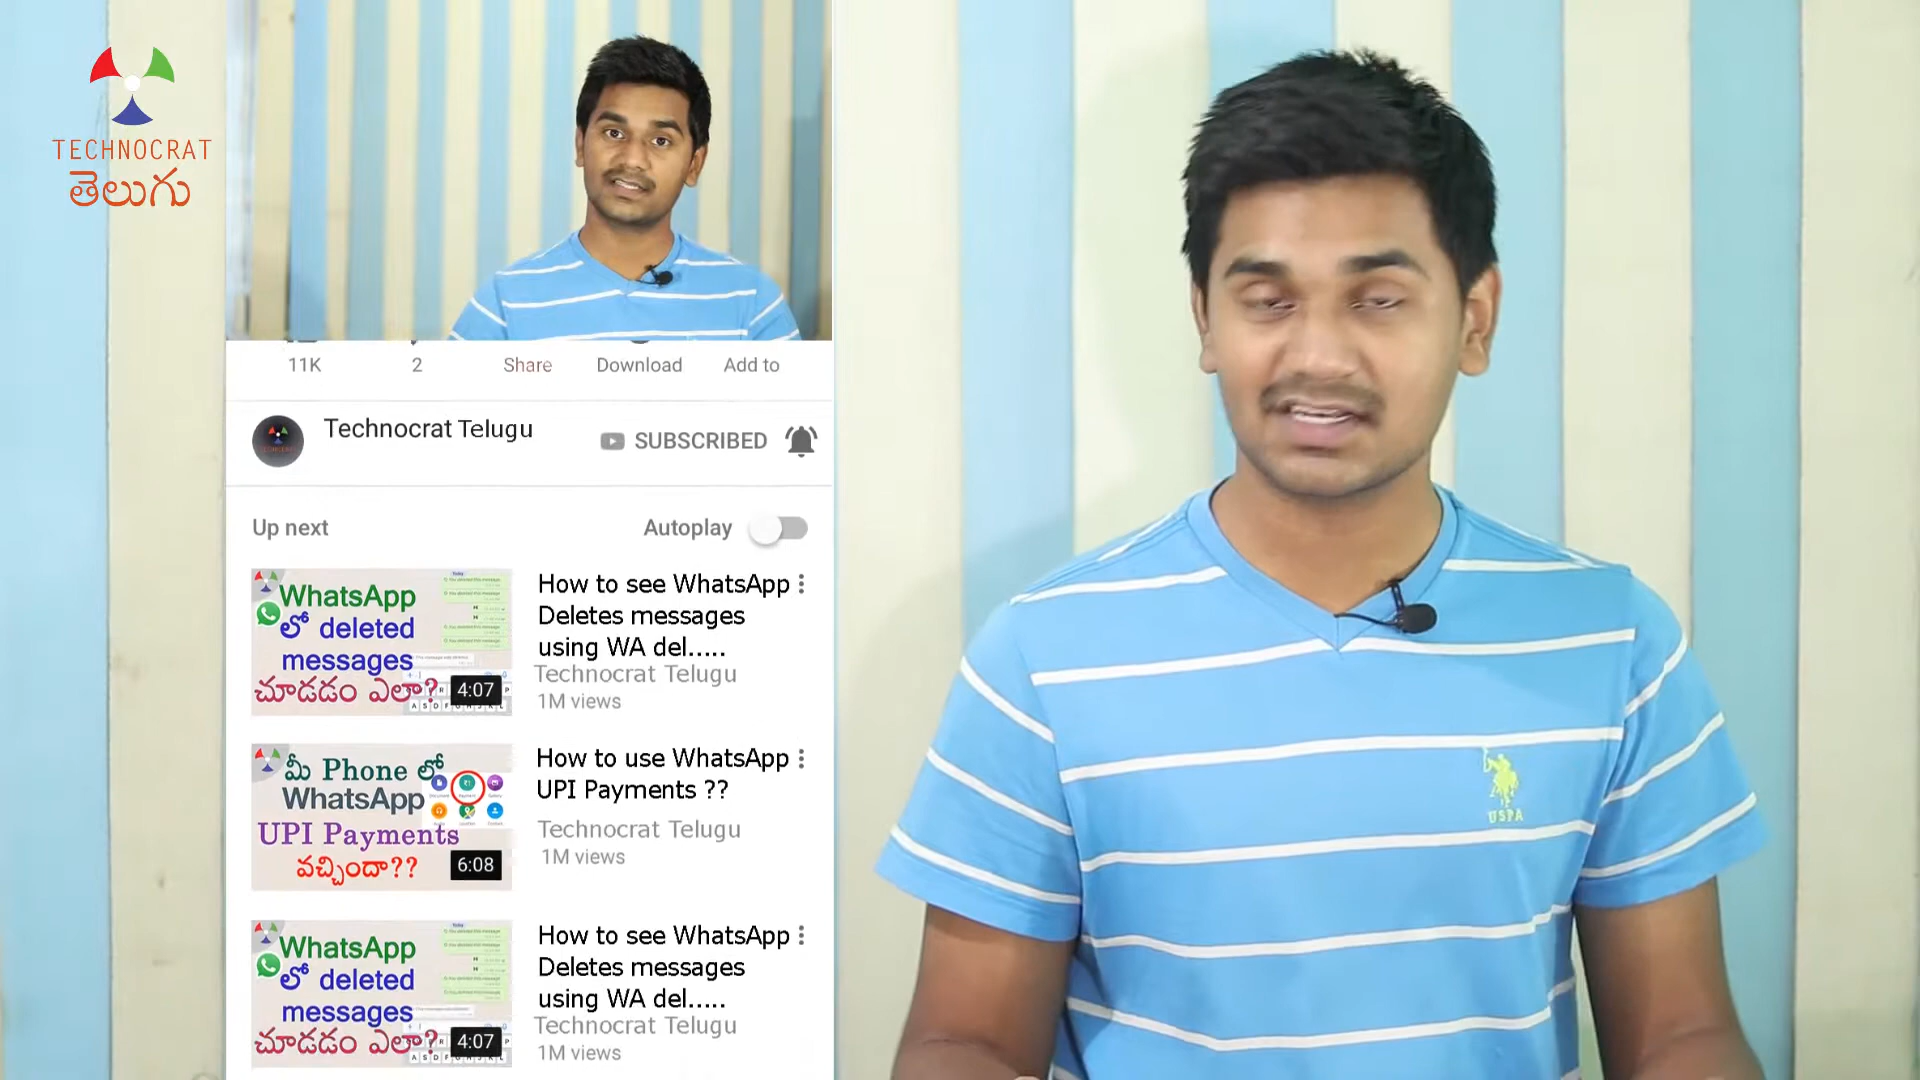 TECHNOCRAT
తెలుగు
11K
2
Share
Download
Add to
Technocrat Telugu
SUBSCRIBED
Up next
Autoplay
WhatsApp
లో deleted
messages
చూడడం ఎలా?
4:07
How to see WhatsApp
Deletes messages
using WA del.....
Technocrat Telugu
1M views
మీ Phone లో
WhatsApp
UPI Payments
వచ్చిందా??
6:08
How to use WhatsApp
UPI Payments ??
Technocrat Telugu
1M views
WhatsApp
లో deleted
messages
చూడడం ఎలా?
4:07
How to see WhatsApp
Deletes messages
using WA del.....
Technocrat Telugu
1M views
USPA